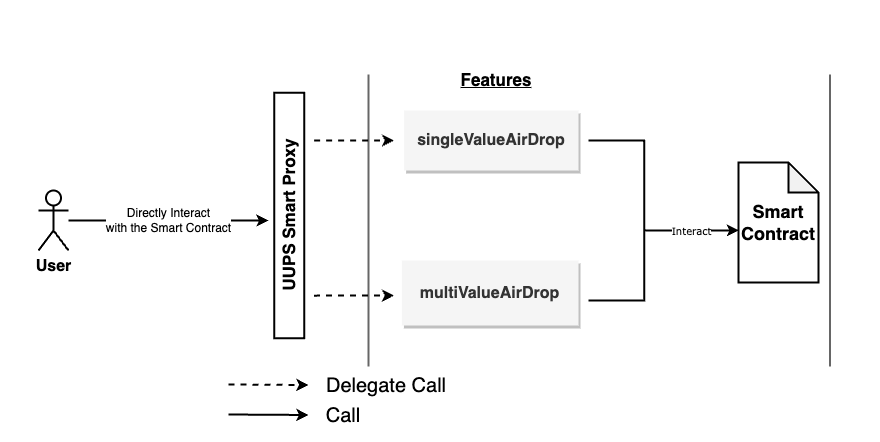 Features
singleValueAirDrop
UUPS Smart Proxy
Directly Interact
with the Smart Contract
User
Smart
Contract
Interact
multiValueAirDrop
Delegate Call
Call